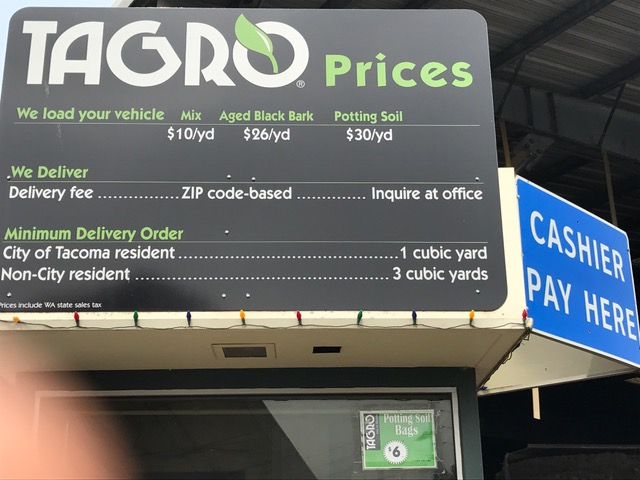 TAGRO® Prices
We load your vehicle Mix Aged Black Bark Potting Soil
$10/yd $26/yd $30/yd
We Deliver
Delivery fee ............... ZIP code-based ............. Inquire at office
Minimum Delivery Order
City of Tacoma resident ........................................ 1 cubic yard
Non-City resident .............................................. 3 cubic yards
Prices include WA state sales tax
CASHIER
PAY HERE
TAGRO
Potting Soil
Bags
$6